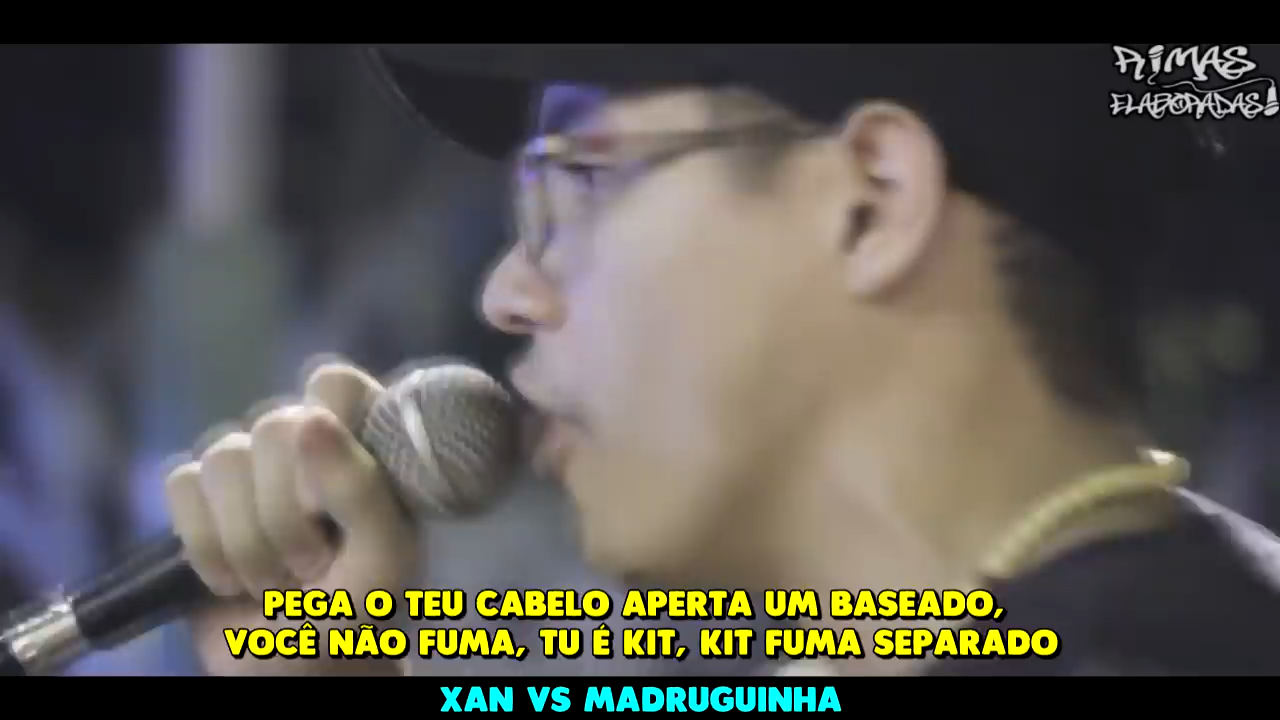 RIMAS
ELABORADAS!
PEGA O TEU CABELO APERTA UM BASEADO,
VOCÊ NÃO FUMA, TU É KIT, KIT FUMA SEPARADO
XAN VS MADRUGUINHA